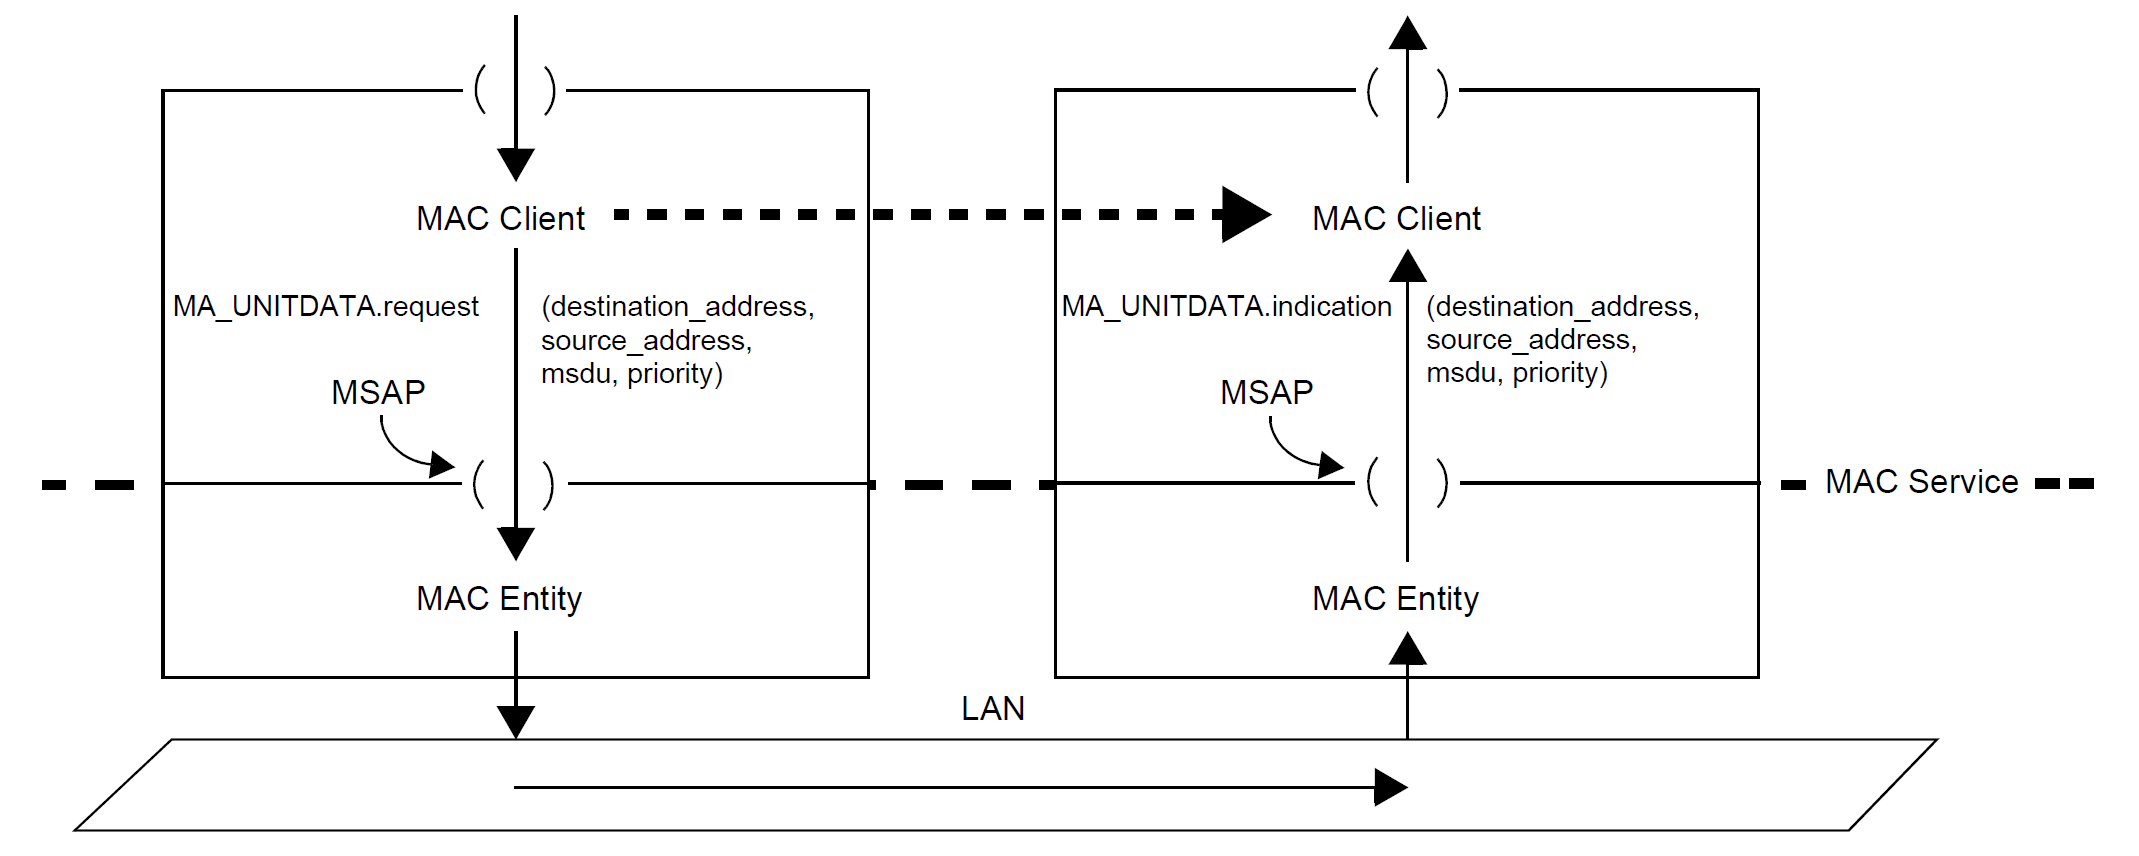 MAC Client
MAC Client
MA_UNITDATA.request
(destination_address,
source_address,
msdu, priority)
MSAP
MA_UNITDATA.indication
(destination_address,
source_address,
msdu, priority)
MSAP
MAC Service
MAC Entity
MAC Entity
LAN